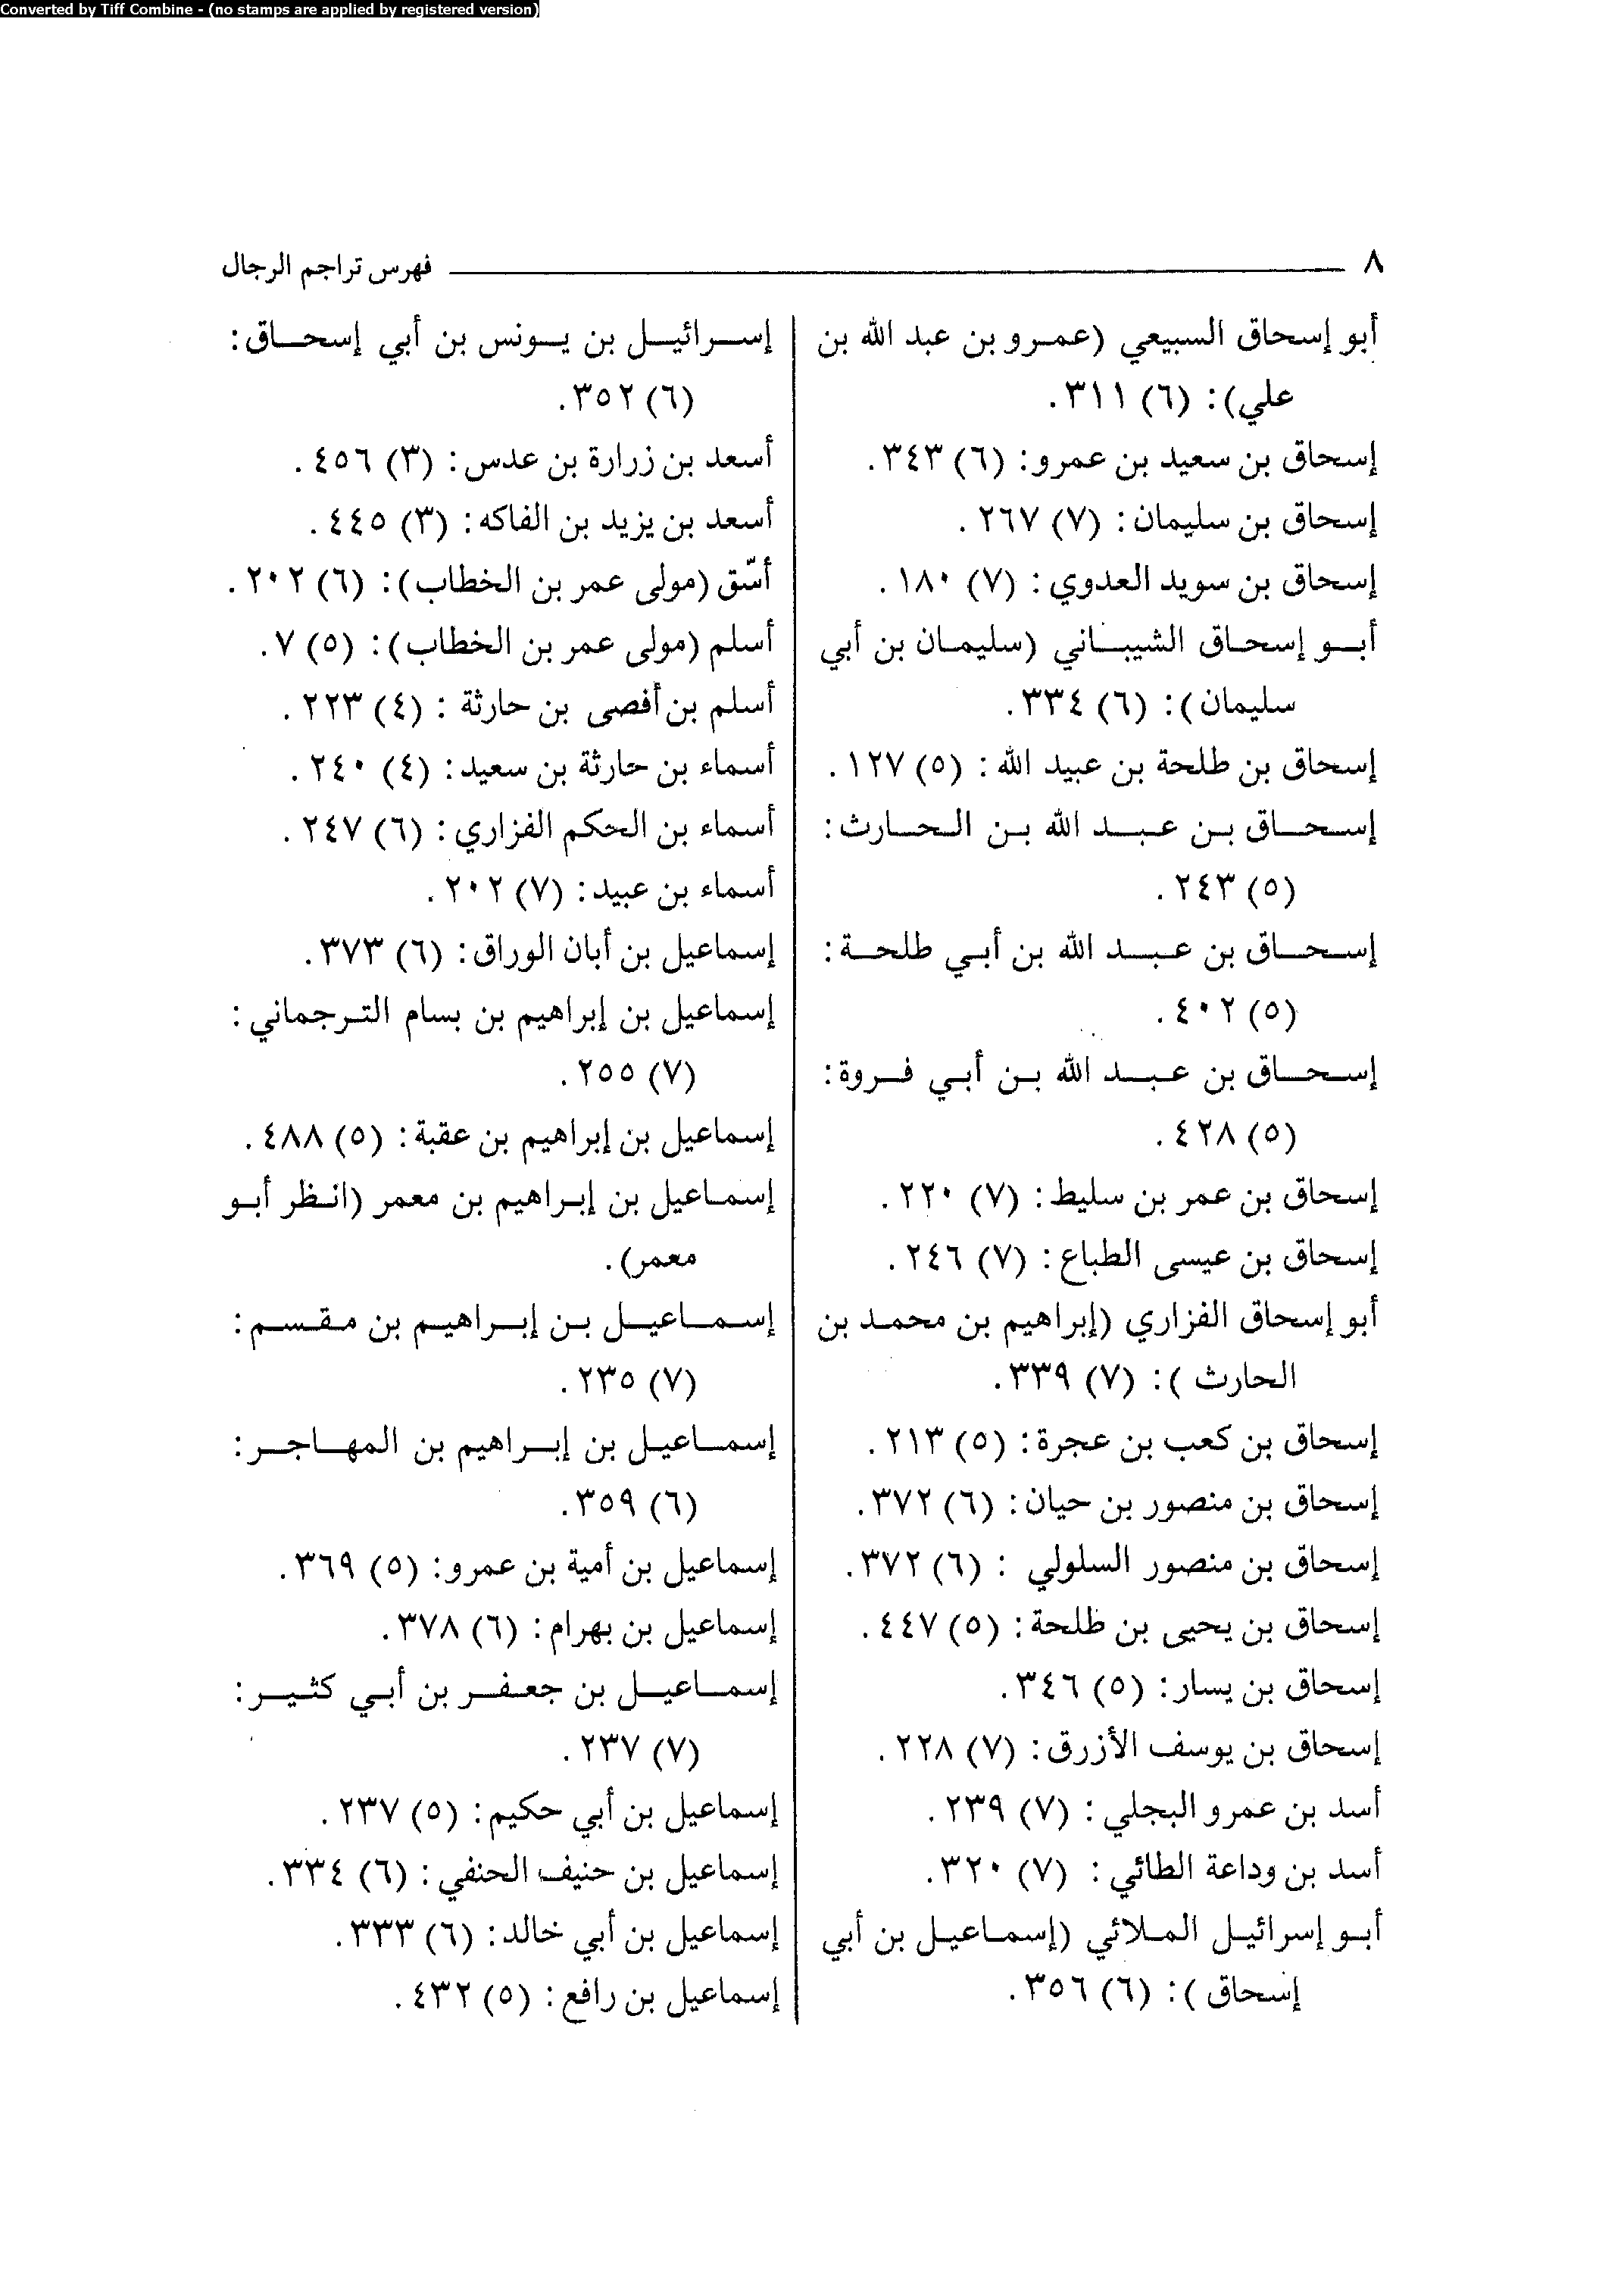 Converted by Tiff Combine - (no stamps are applied by registered version)
٨ فهرس تراجم الرجال
أبو إسحاق السبيعي (عمرو بن عبد الله بن
علي): (٦) ٣١١.
إسحاق بن سعيد بن عمرو: (٦) ٣٤٣.
إسحاق بن سليمان: (٧) ٢٦٧.
إسحاق بن سويد العدوي: (٧) ١٨٠.
أبو إسحاق الشيباني (سليمان بن أبي
سليمان): (٦) ٣٣٤.
إسحاق بن طلحة بن عبيد الله: (٥) ١٢٧.
إسحاق بن عبد الله بن الحارث:
(٥) ٢٤٣.
إسحاق بن عبد الله بن أبي طلحة:
(٥) ٤٠٢.
إسحاق بن عبد الله بن أبي فروة:
(٥) ٤٢٨.
إسحاق بن عمر بن سليط: (٧) ٢٢٠.
إسحاق بن عيسى الطباع: (٧) ٢٤٦.
أبو إسحاق الفزاري (إبراهيم بن محمد بن
الحارث): (٧) ٣٣٩.
إسحاق بن كعب بن عجرة: (٥) ٢١٣.
إسحاق بن منصور بن حيان: (٦) ٣٧٢.
إسحاق بن منصور السلولي: (٦) ٣٧٢.
إسحاق بن يحيى بن طلحة: (٥) ٤٤٧.
إسحاق بن يسار: (٥) ٣٤٦.
إسحاق بن يوسف الأزرق: (٧) ٢٢٨.
أسد بن عمرو البجلي: (٧) ٢٣٩.
أسد بن وداعة الطائي: (٧) ٣٢٠.
أبو إسرائيل الملائي (إسماعيل بن أبي
إسحاق): (٦) ٣٥٦.
إسرائيل بن يونس بن أبي إسحاق:
(٦) ٣٥٢.
أسعد بن زرارة بن عدس: (٣) ٤٥٦.
أسعد بن يزيد بن الفاكه: (٣) ٤٤٥.
أسّق (مولى عمر بن الخطاب): (٦) ٢٠٢.
أسلم (مولى عمر بن الخطاب): (٥) ٧.
أسلم بن أفصى بن حارثة: (٤) ٢٢٣.
أسماء بن حارثة بن سعيد: (٤) ٢٤٠.
أسماء بن الحكم الفزاري: (٦) ٢٤٧.
أسماء بن عبيد: (٧) ٢٠٢.
إسماعيل بن أبان الوراق: (٦) ٣٧٣.
إسماعيل بن إبراهيم بن بسام الترجماني:
(٧) ٢٥٥.
إسماعيل بن إبراهيم بن عقبة: (٥) ٤٨٨.
إسماعيل بن إبراهيم بن معمر (انظر أبو
معمر).
إسماعيل بن إبراهيم بن مقسم:
(٧) ٢٣٥.
إسماعيل بن إبراهيم بن المهاجر:
(٦) ٣٥٩.
إسماعيل بن أمية بن عمرو: (٥) ٣٦٩.
إسماعيل بن بهرام: (٦) ٣٧٨.
إسماعيل بن جعفر بن أبي كثير:
(٧) ٢٣٧.
إسماعيل بن أبي حكيم: (٥) ٢٣٧.
إسماعيل بن حنيف الحنفي: (٦) ٣٣٤.
إسماعيل بن أبي خالد: (٦) ٣٣٣.
إسماعيل بن رافع: (٥) ٤٣٢.